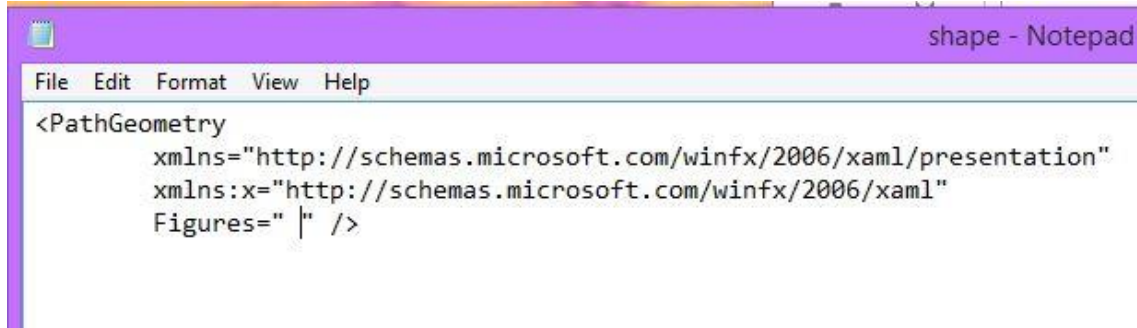 shape - Notepad
File Edit Format View Help
<PathGeometry
xmlns="http://schemas.microsoft.com/winfx/2006/xaml/presentation"
xmlns:x="http://schemas.microsoft.com/winfx/2006/xaml"
Figures=" " />